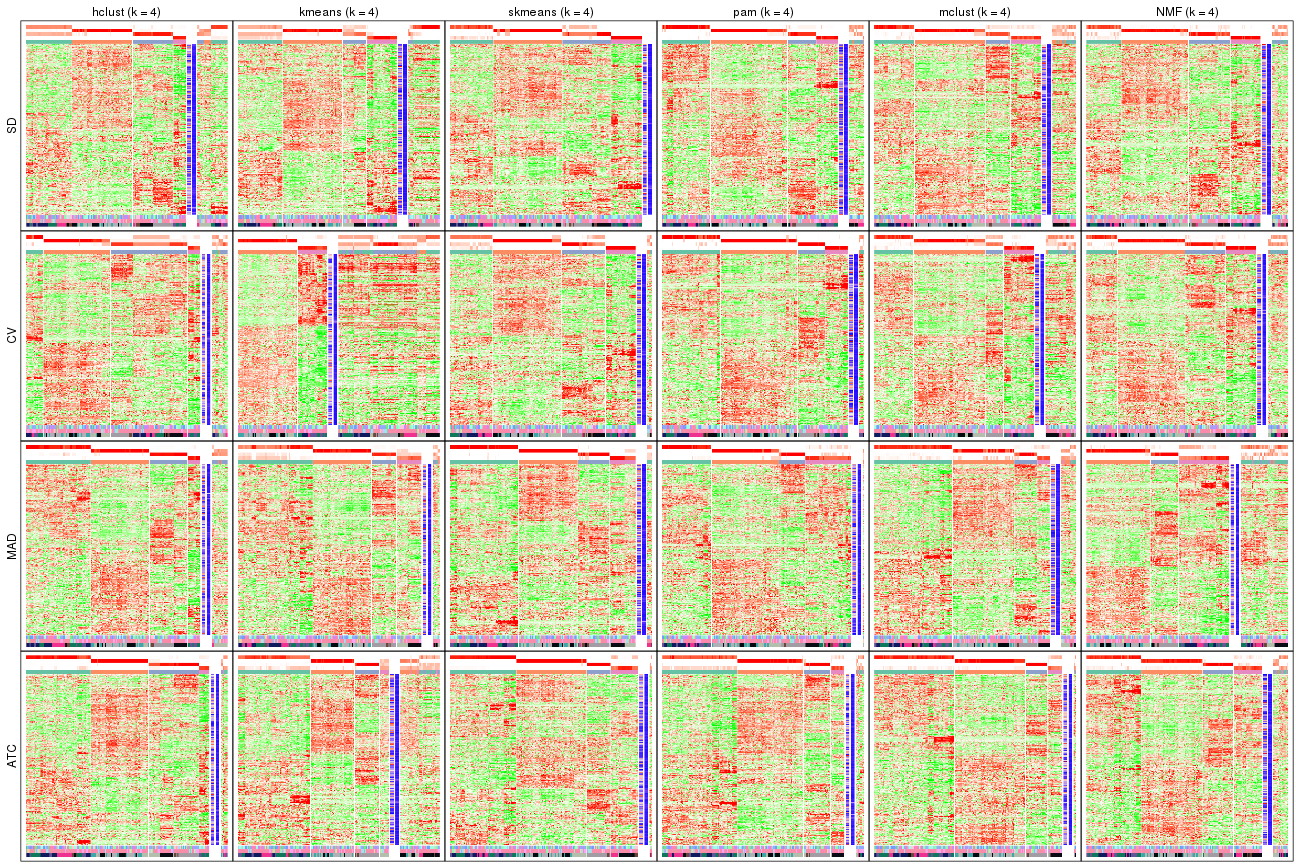 hclust (k = 4) kmeans (k = 4) skmeans (k = 4) pam (k = 4) mclust (k = 4) NMF (k = 4)
SD
CV
MAD
ATC